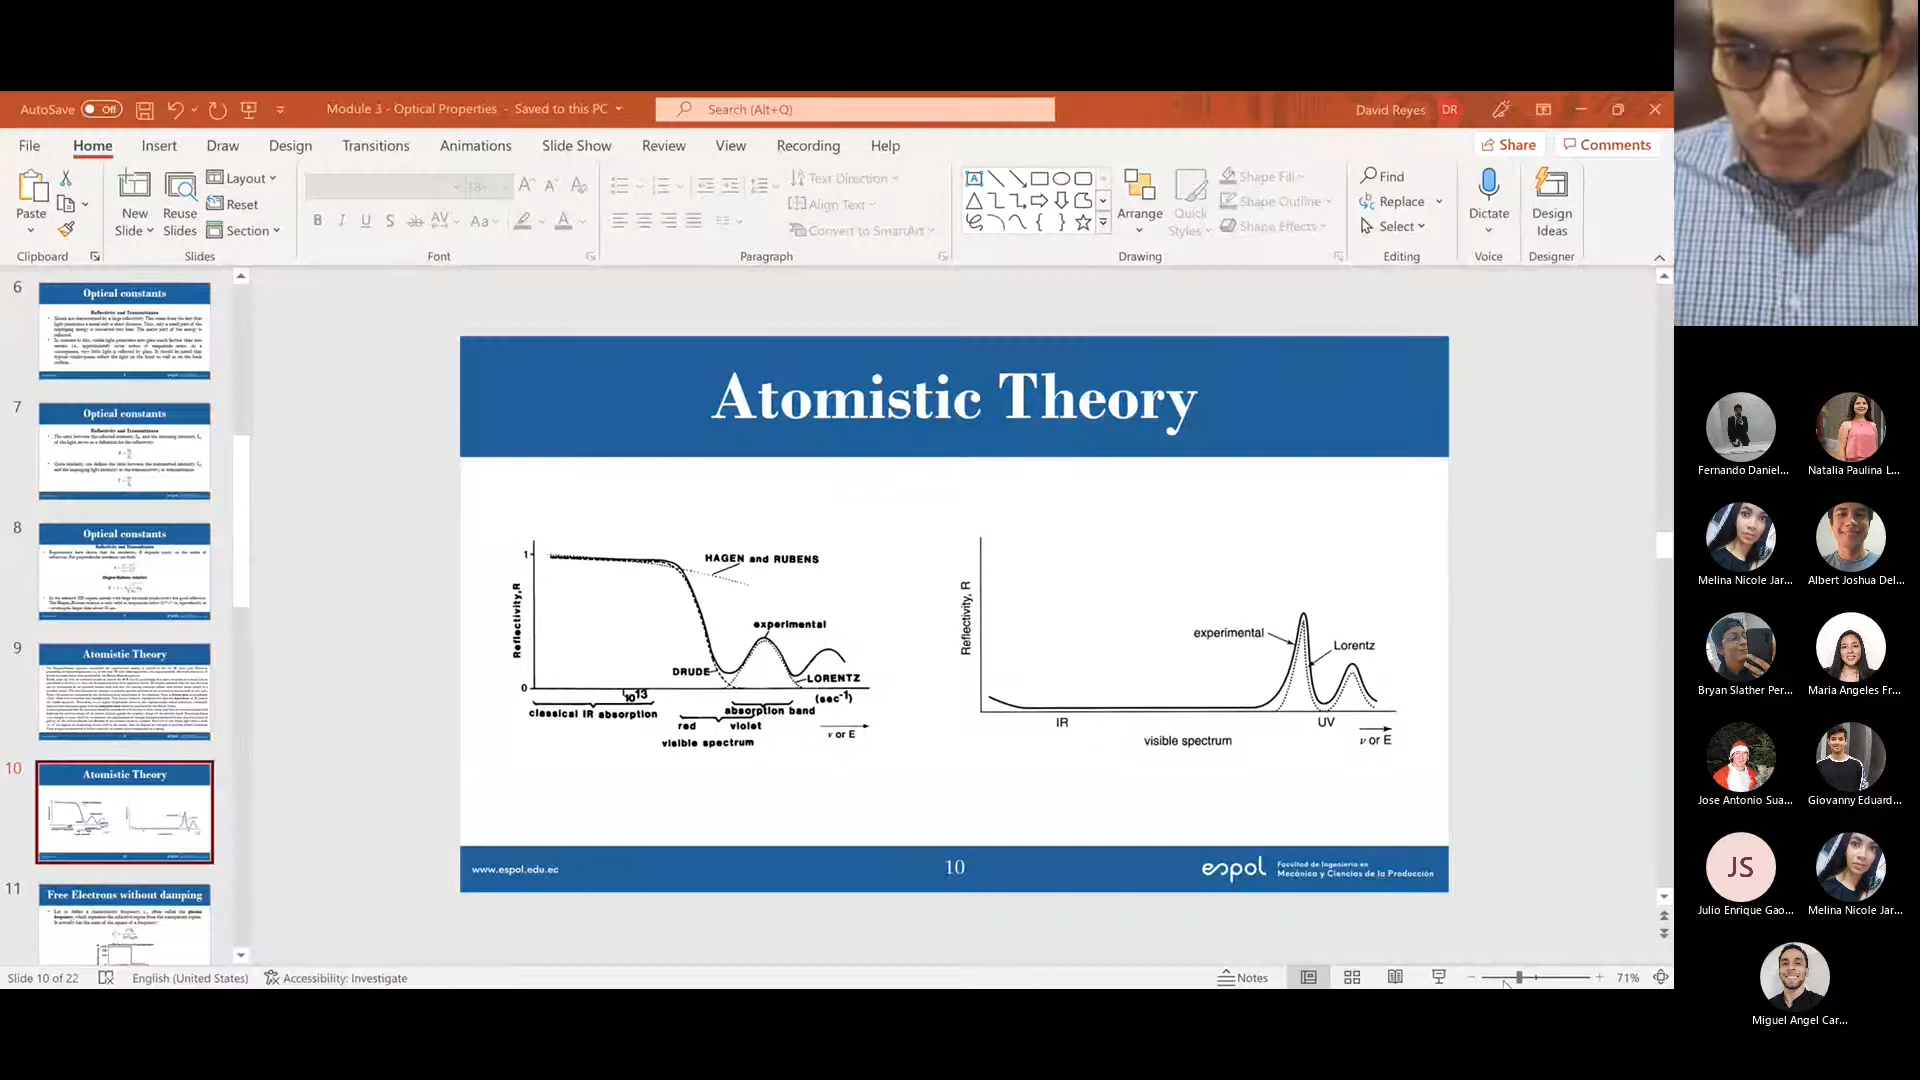 AutoSave Off
Module 3 - Optical Properties - Saved to this PC
Search (Alt+Q)
David Reyes DR
File Home Insert Draw Design Transitions Animations Slide Show Review View Recording Help
Share Comments
Paste
New Slide
Reuse Slides
Layout
Reset
Section
Text Direction
Align Text
Convert to SmartArt
Arrange
Quick Styles
Shape Fill
Shape Outline
Shape Effects
Find
Replace
Select
Dictate
Design Ideas
Clipboard Slides Font Paragraph Drawing Editing Voice Designer
6
Optical constants
Reflectivity and Transmittance
7
Optical constants
Reflectivity and Transmittance
8
Optical constants
9
Atomistic Theory
10
Atomistic Theory
11
Free Electrons without damping
Atomistic Theory
1
HAGEN and RUBENS
Reflectivity,R
experimental
DRUDE
LORENTZ
0
10^13
(sec^-1)
classical IR absorption
absorption band
red violet
ν or E
visible spectrum
Reflectivity, R
experimental
Lorentz
IR UV
visible spectrum
ν or E
www.espol.edu.ec
10
espol
Facultad de Ingeniería en
Mecánica y Ciencias de la Producción
Slide 10 of 22 English (United States) Accessibility: Investigate
Notes 71%
Fernando Daniel... Natalia Paulina L...
Melina Nicole Jar... Albert Joshua Del...
Bryan Slather Per... Maria Angeles Fr...
Jose Antonio Sua... Giovanny Eduard...
JS
Julio Enrique Gao... Melina Nicole Jar...
Miguel Angel Car...